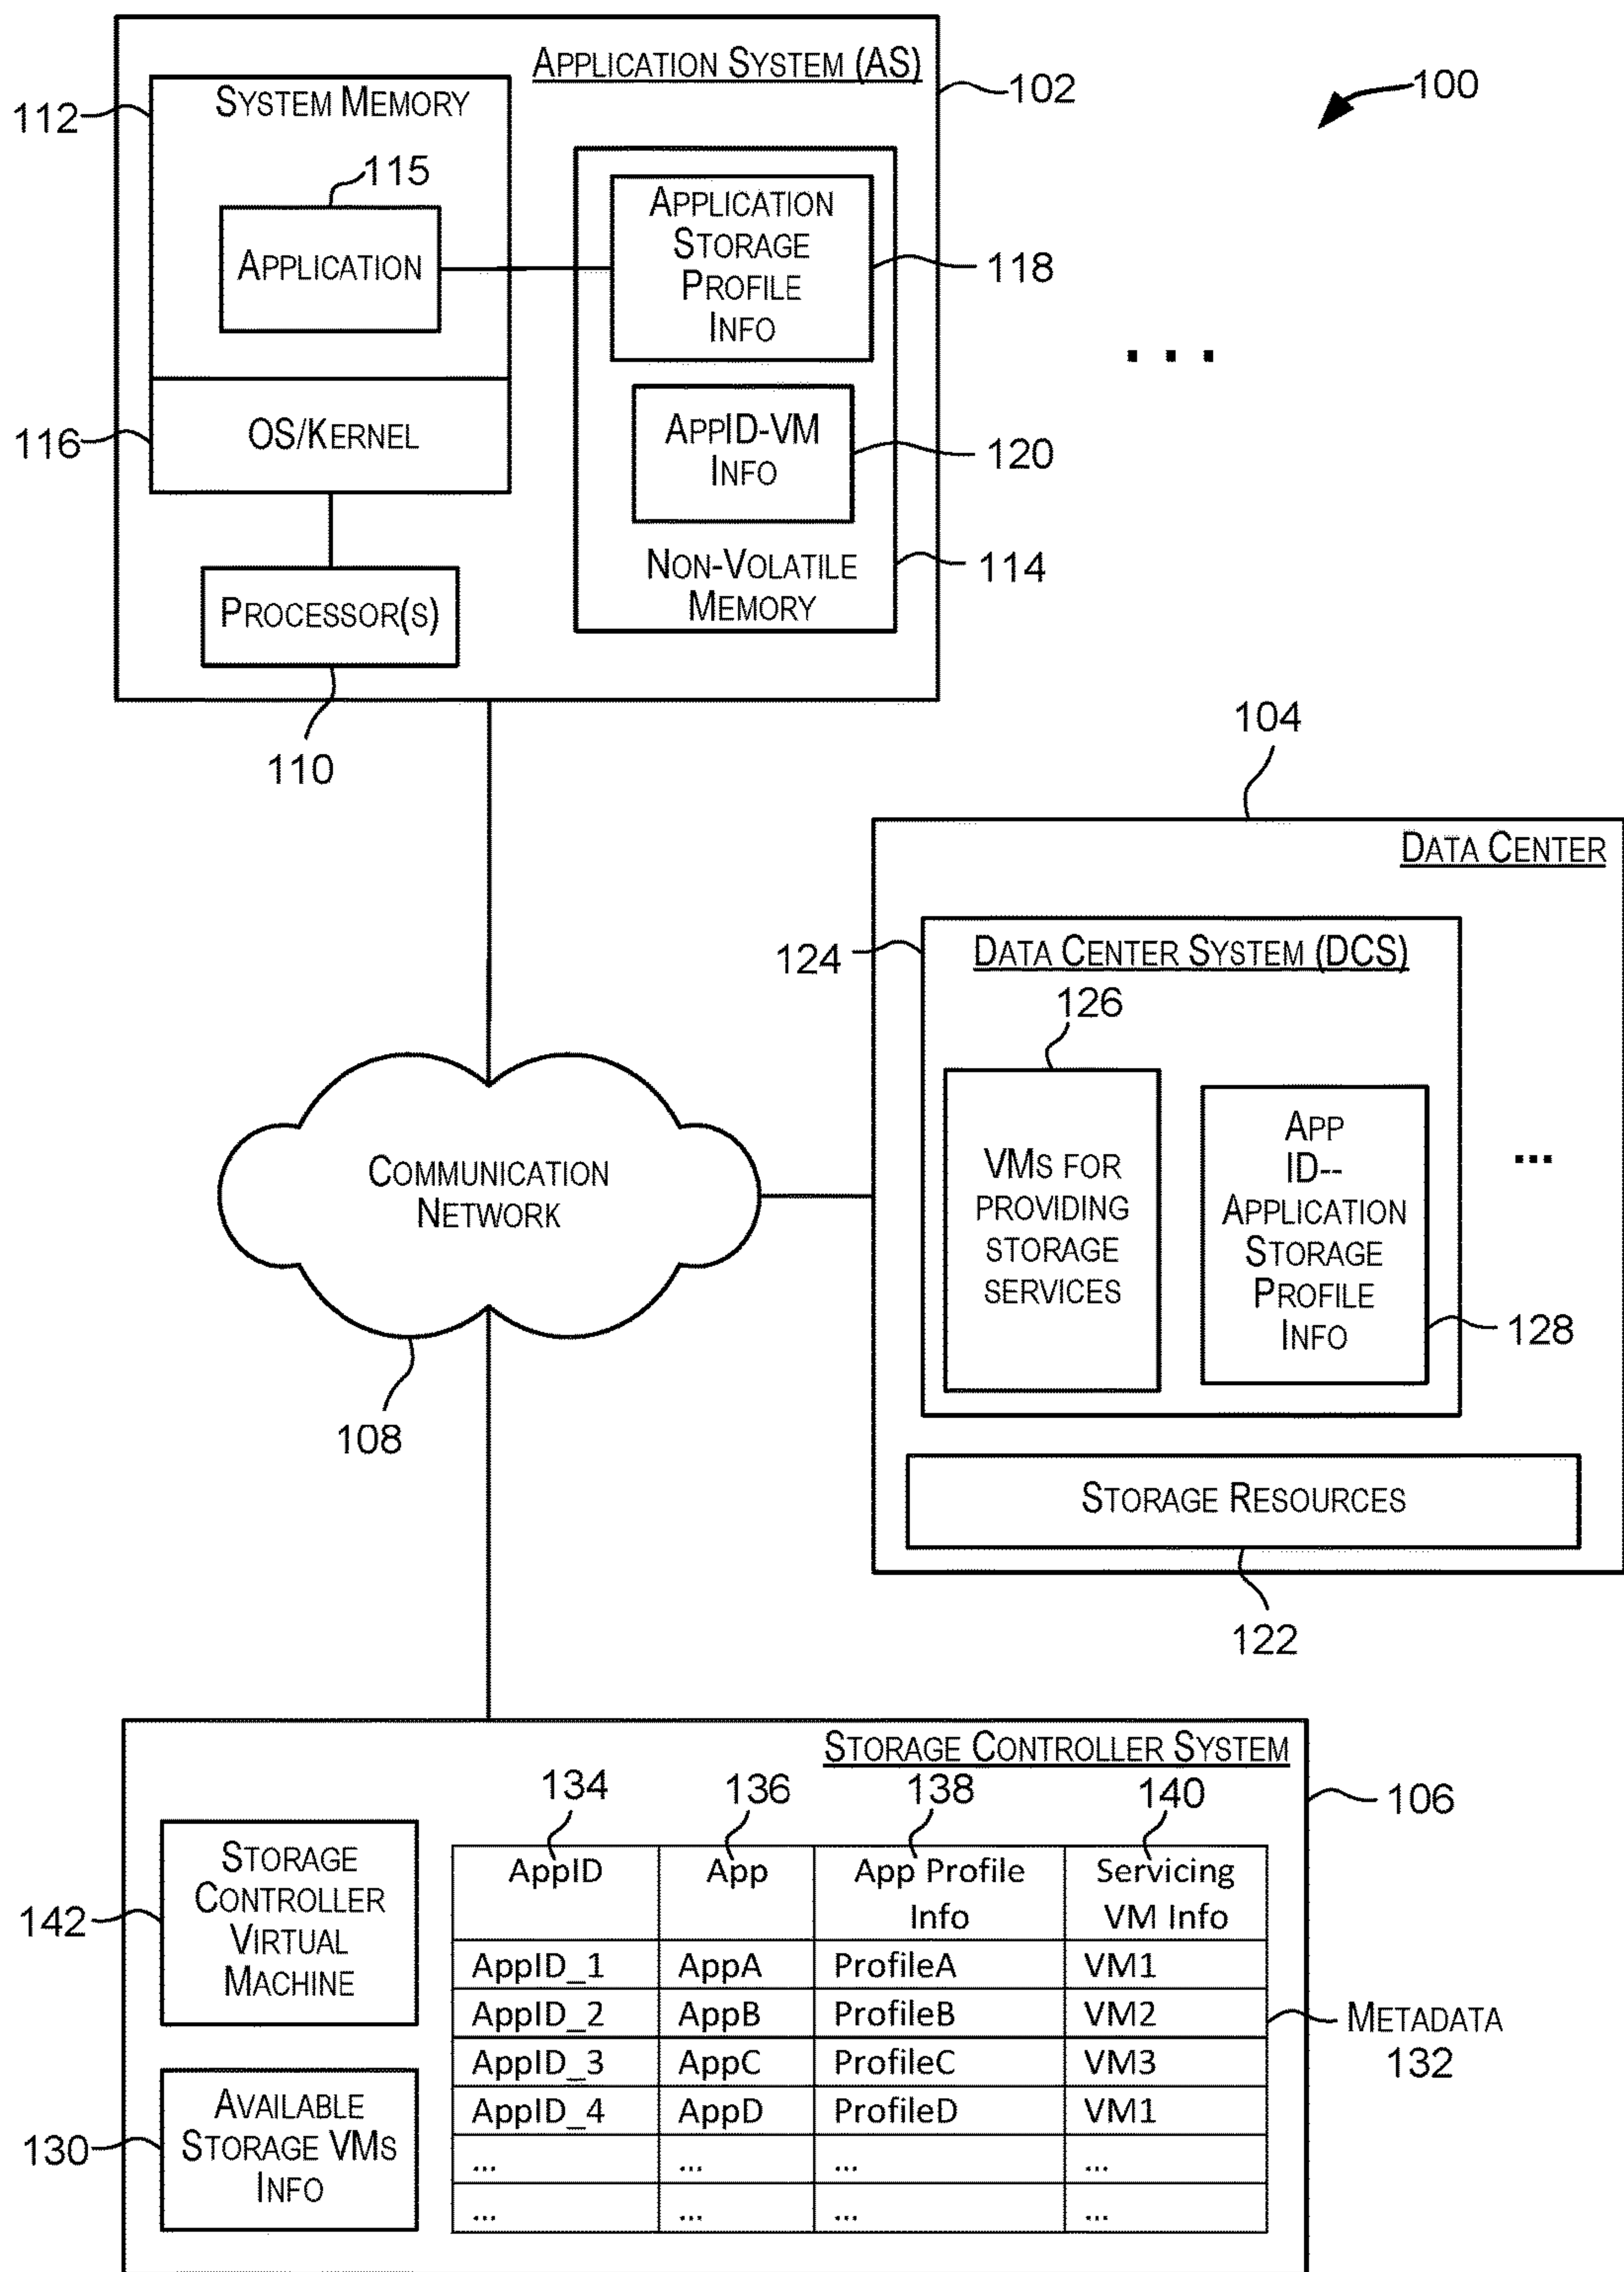 APPLICATION SYSTEM (AS)
102
100
112
SYSTEM MEMORY
115
APPLICATION
APPLICATION
STORAGE
PROFILE
INFO
118
. . .
116
OS/KERNEL
APPID-VM
INFO
120
NON-VOLATILE
MEMORY
114
PROCESSOR(S)
110
104
DATA CENTER
124
DATA CENTER SYSTEM (DCS)
126
VMS FOR
PROVIDING
STORAGE
SERVICES
APP
ID--
APPLICATION
STORAGE
PROFILE
INFO
128
...
COMMUNICATION
NETWORK
108
STORAGE RESOURCES
122
STORAGE CONTROLLER SYSTEM
106
134
136
138
140
142
STORAGE
CONTROLLER
VIRTUAL
MACHINE
130
AVAILABLE
STORAGE VMS
INFO
AppID App App Profile Servicing
Info VM Info
AppID_1 AppA ProfileA VM1
AppID_2 AppB ProfileB VM2
AppID_3 AppC ProfileC VM3
AppID_4 AppD ProfileD VM1
... ... ... ...
... ... ... ...
METADATA
132